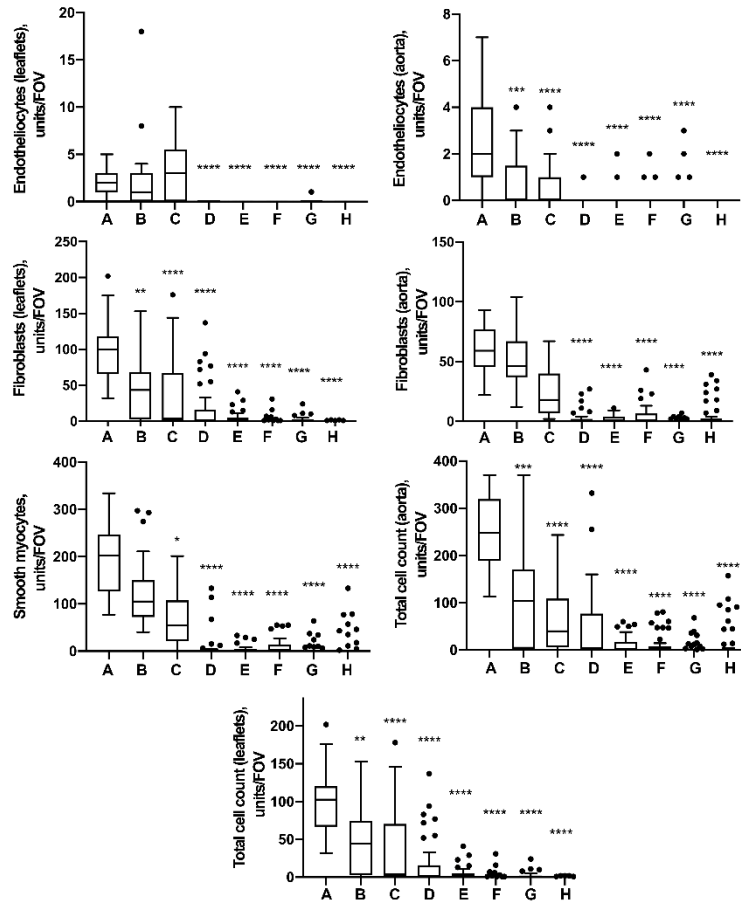 Endotheliocytes (leaflets),
units/FOV
20
15
10
5
0
**** **** **** **** ****
A B C D E F G H
Endotheliocytes (aorta),
units/FOV
8
6
4
2
0
*** **** **** **** **** **** ****
A B C D E F G H
Fibroblasts (leaflets),
units/FOV
250
200
150
100
50
0
** **** **** **** **** **** ****
A B C D E F G H
Fibroblasts (aorta),
units/FOV
150
100
50
0
**** **** **** **** ****
A B C D E F G H
Smooth myocytes,
units/FOV
400
300
200
100
0
* **** **** **** **** ****
A B C D E F G H
Total cell count (aorta),
units/FOV
400
300
200
100
0
*** **** **** **** **** **** ****
A B C D E F G H
Total cell count (leaflets),
units/FOV
200
150
100
50
0
** **** **** **** **** **** ****
A B C D E F G H